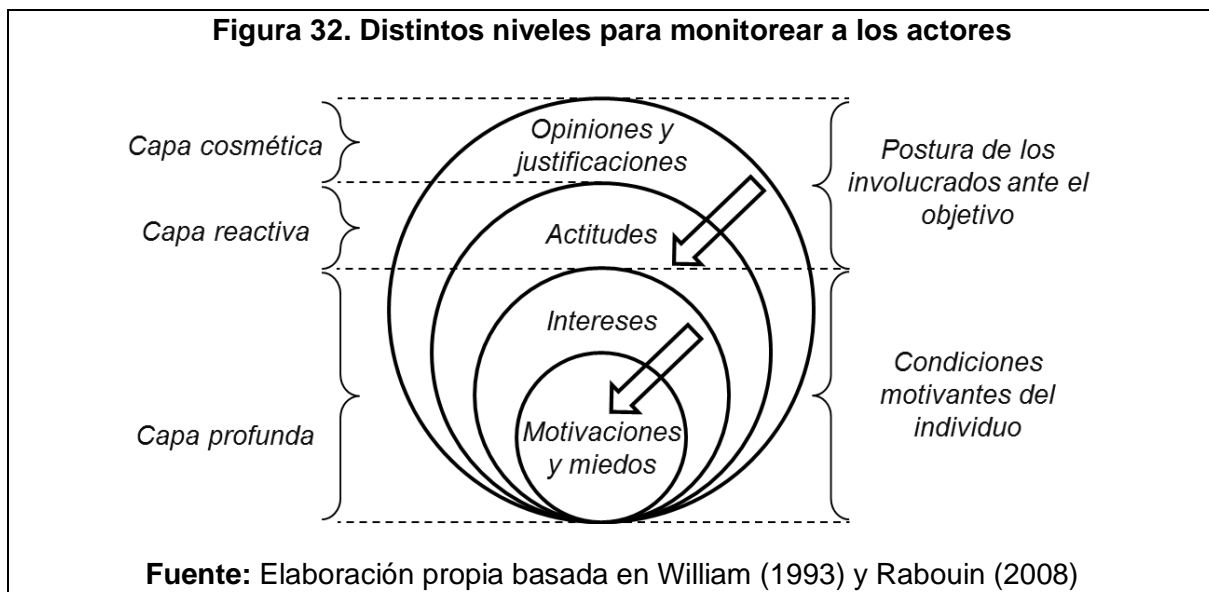 Figura 32. Distintos niveles para monitorear a los actores
Capa cosmética
Capa reactiva
Capa profunda
Opiniones y
justificaciones
Actitudes
Intereses
Motivaciones
y miedos
Postura de los
involucrados ante el
objetivo
Condiciones
motivantes del
individuo
Fuente: Elaboración propia basada en William (1993) y Rabouin (2008)